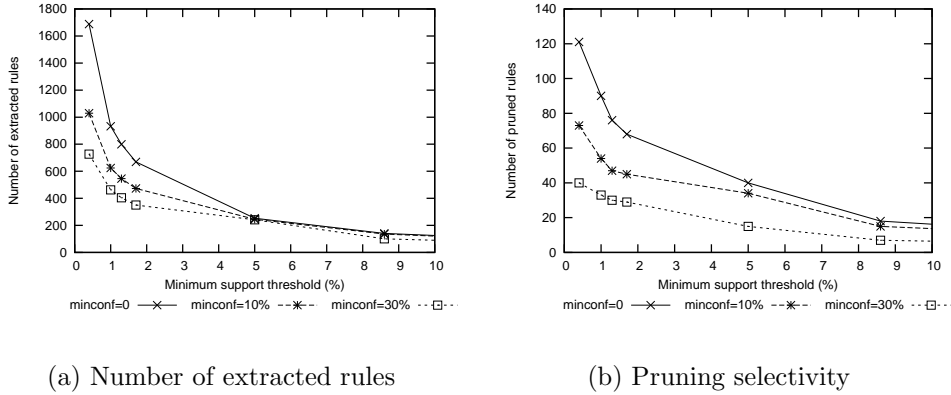 1800
1600
1400
1200
1000
800
600
400
200
0
Number of extracted rules
0 1 2 3 4 5 6 7 8 9 10
Minimum support threshold (%)
minconf=0 minconf=10% minconf=30%
(a) Number of extracted rules
140
120
100
80
60
40
20
0
Number of pruned rules
0 1 2 3 4 5 6 7 8 9 10
Minimum support threshold (%)
minconf=0 minconf=10% minconf=30%
(b) Pruning selectivity